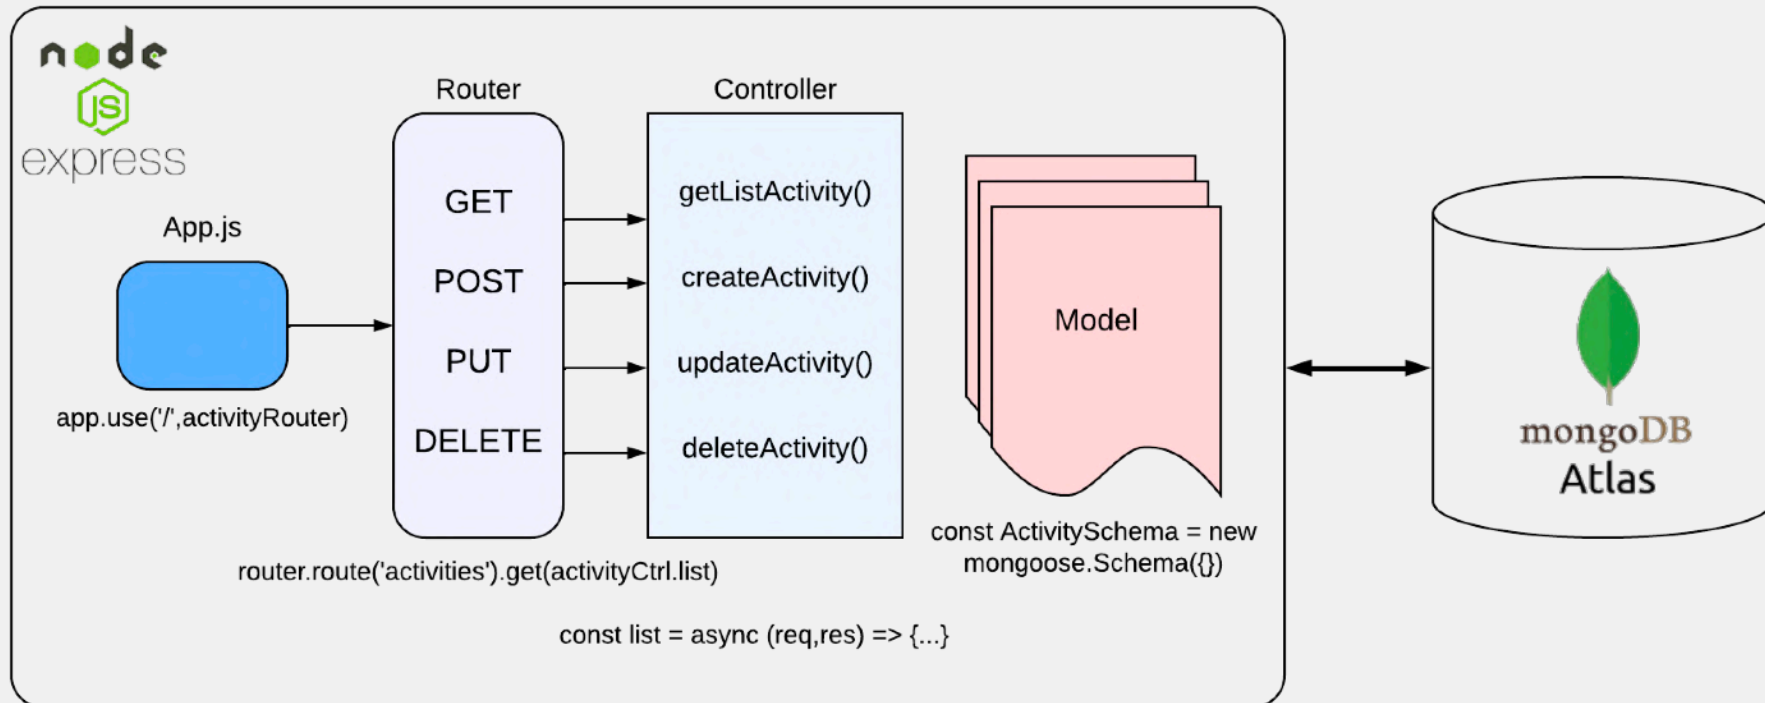 node
JS
express
App.js
app.use('/',activityRouter)
Router
GET
POST
PUT
DELETE
router.route('activities').get(activityCtrl.list)
Controller
getListActivity()
createActivity()
updateActivity()
deleteActivity()
const list = async (req,res) => {...}
Model
const ActivitySchema = new
mongoose.Schema({})
mongoDB
Atlas